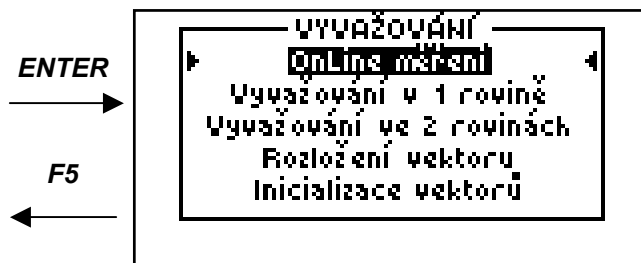 VYVAŽOVÁNÍ
ENTER
OnLine měření
Vyvažování v 1 rovině
Vyvažování ve 2 rovinách
F5
Rozložení vektoru
Inicializace vektorů